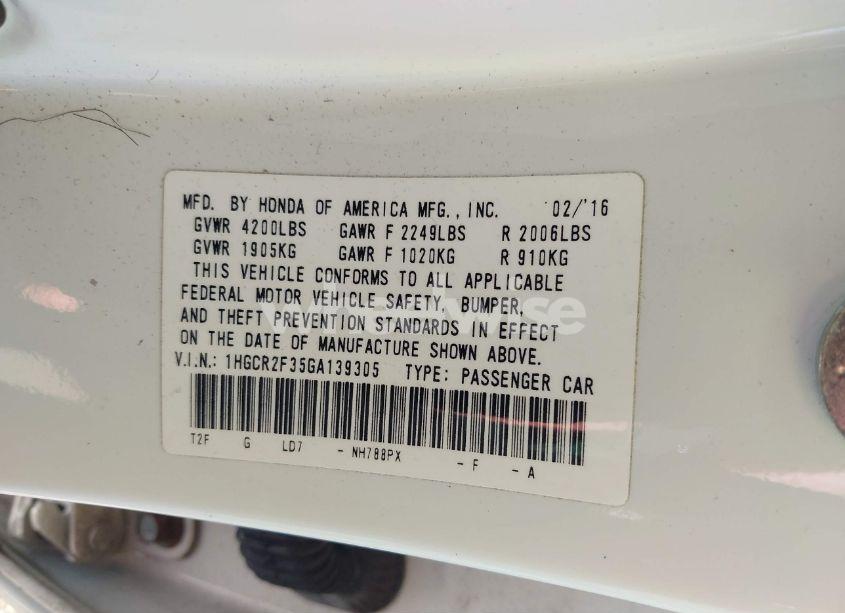 MFD. BY HONDA OF AMERICA MFG., INC. 02/'16
GVWR 4200LBS GAWR F 2249LBS R 2006LBS
GVWR 1905KG GAWR F 1020KG R 910KG
THIS VEHICLE CONFORMS TO ALL APPLICABLE
FEDERAL MOTOR VEHICLE SAFETY, BUMPER,
AND THEFT PREVENTION STANDARDS IN EFFECT
ON THE DATE OF MANUFACTURE SHOWN ABOVE.
V.I.N.: 1HGCR2F35GA139305 TYPE: PASSENGER CAR
T2F G LD7 - NH788PX - F - A